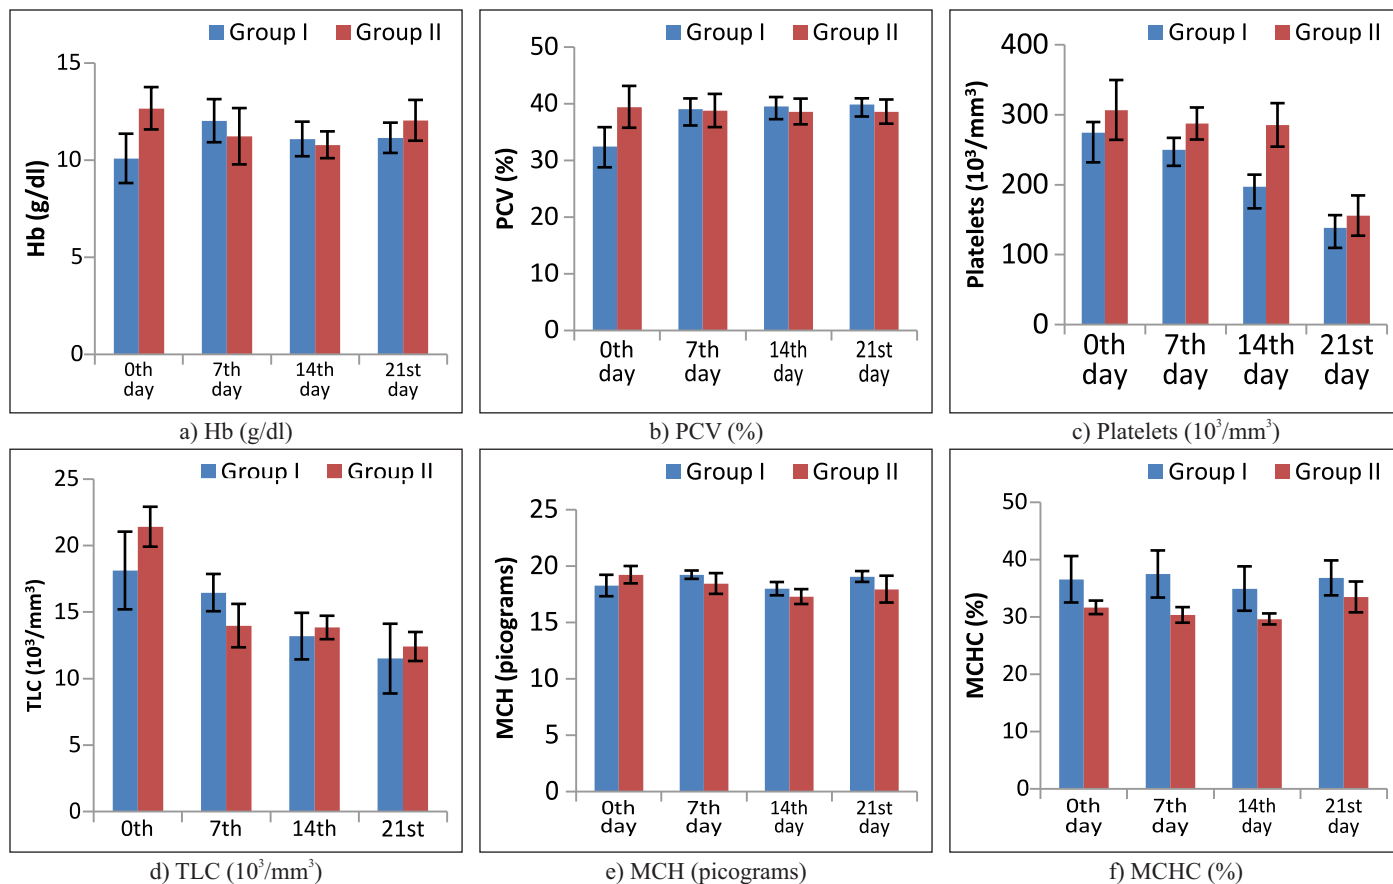 Group I Group II
Hb (g/dl)
15
10
5
0
0th day
7th day
14th day
21st day
a) Hb (g/dl)
Group I Group II
PCV (%)
50
40
30
20
10
0
0th day
7th day
14th day
21st day
b) PCV (%)
Group I Group II
Platelets (10³/mm³)
400
300
200
100
0
0th day
7th day
14th day
21st day
c) Platelets (10³/mm³)
Group I Group II
TLC (10³/mm³)
25
20
15
10
5
0
0th 7th 14th 21st
d) TLC (10³/mm³)
Group I Group II
MCH (picograms)
25
20
15
10
5
0
0th day
7th day
14th day
21st day
e) MCH (picograms)
Group I Group II
MCHC (%)
50
40
30
20
10
0
0th day
7th day
14th day
21st day
f) MCHC (%)